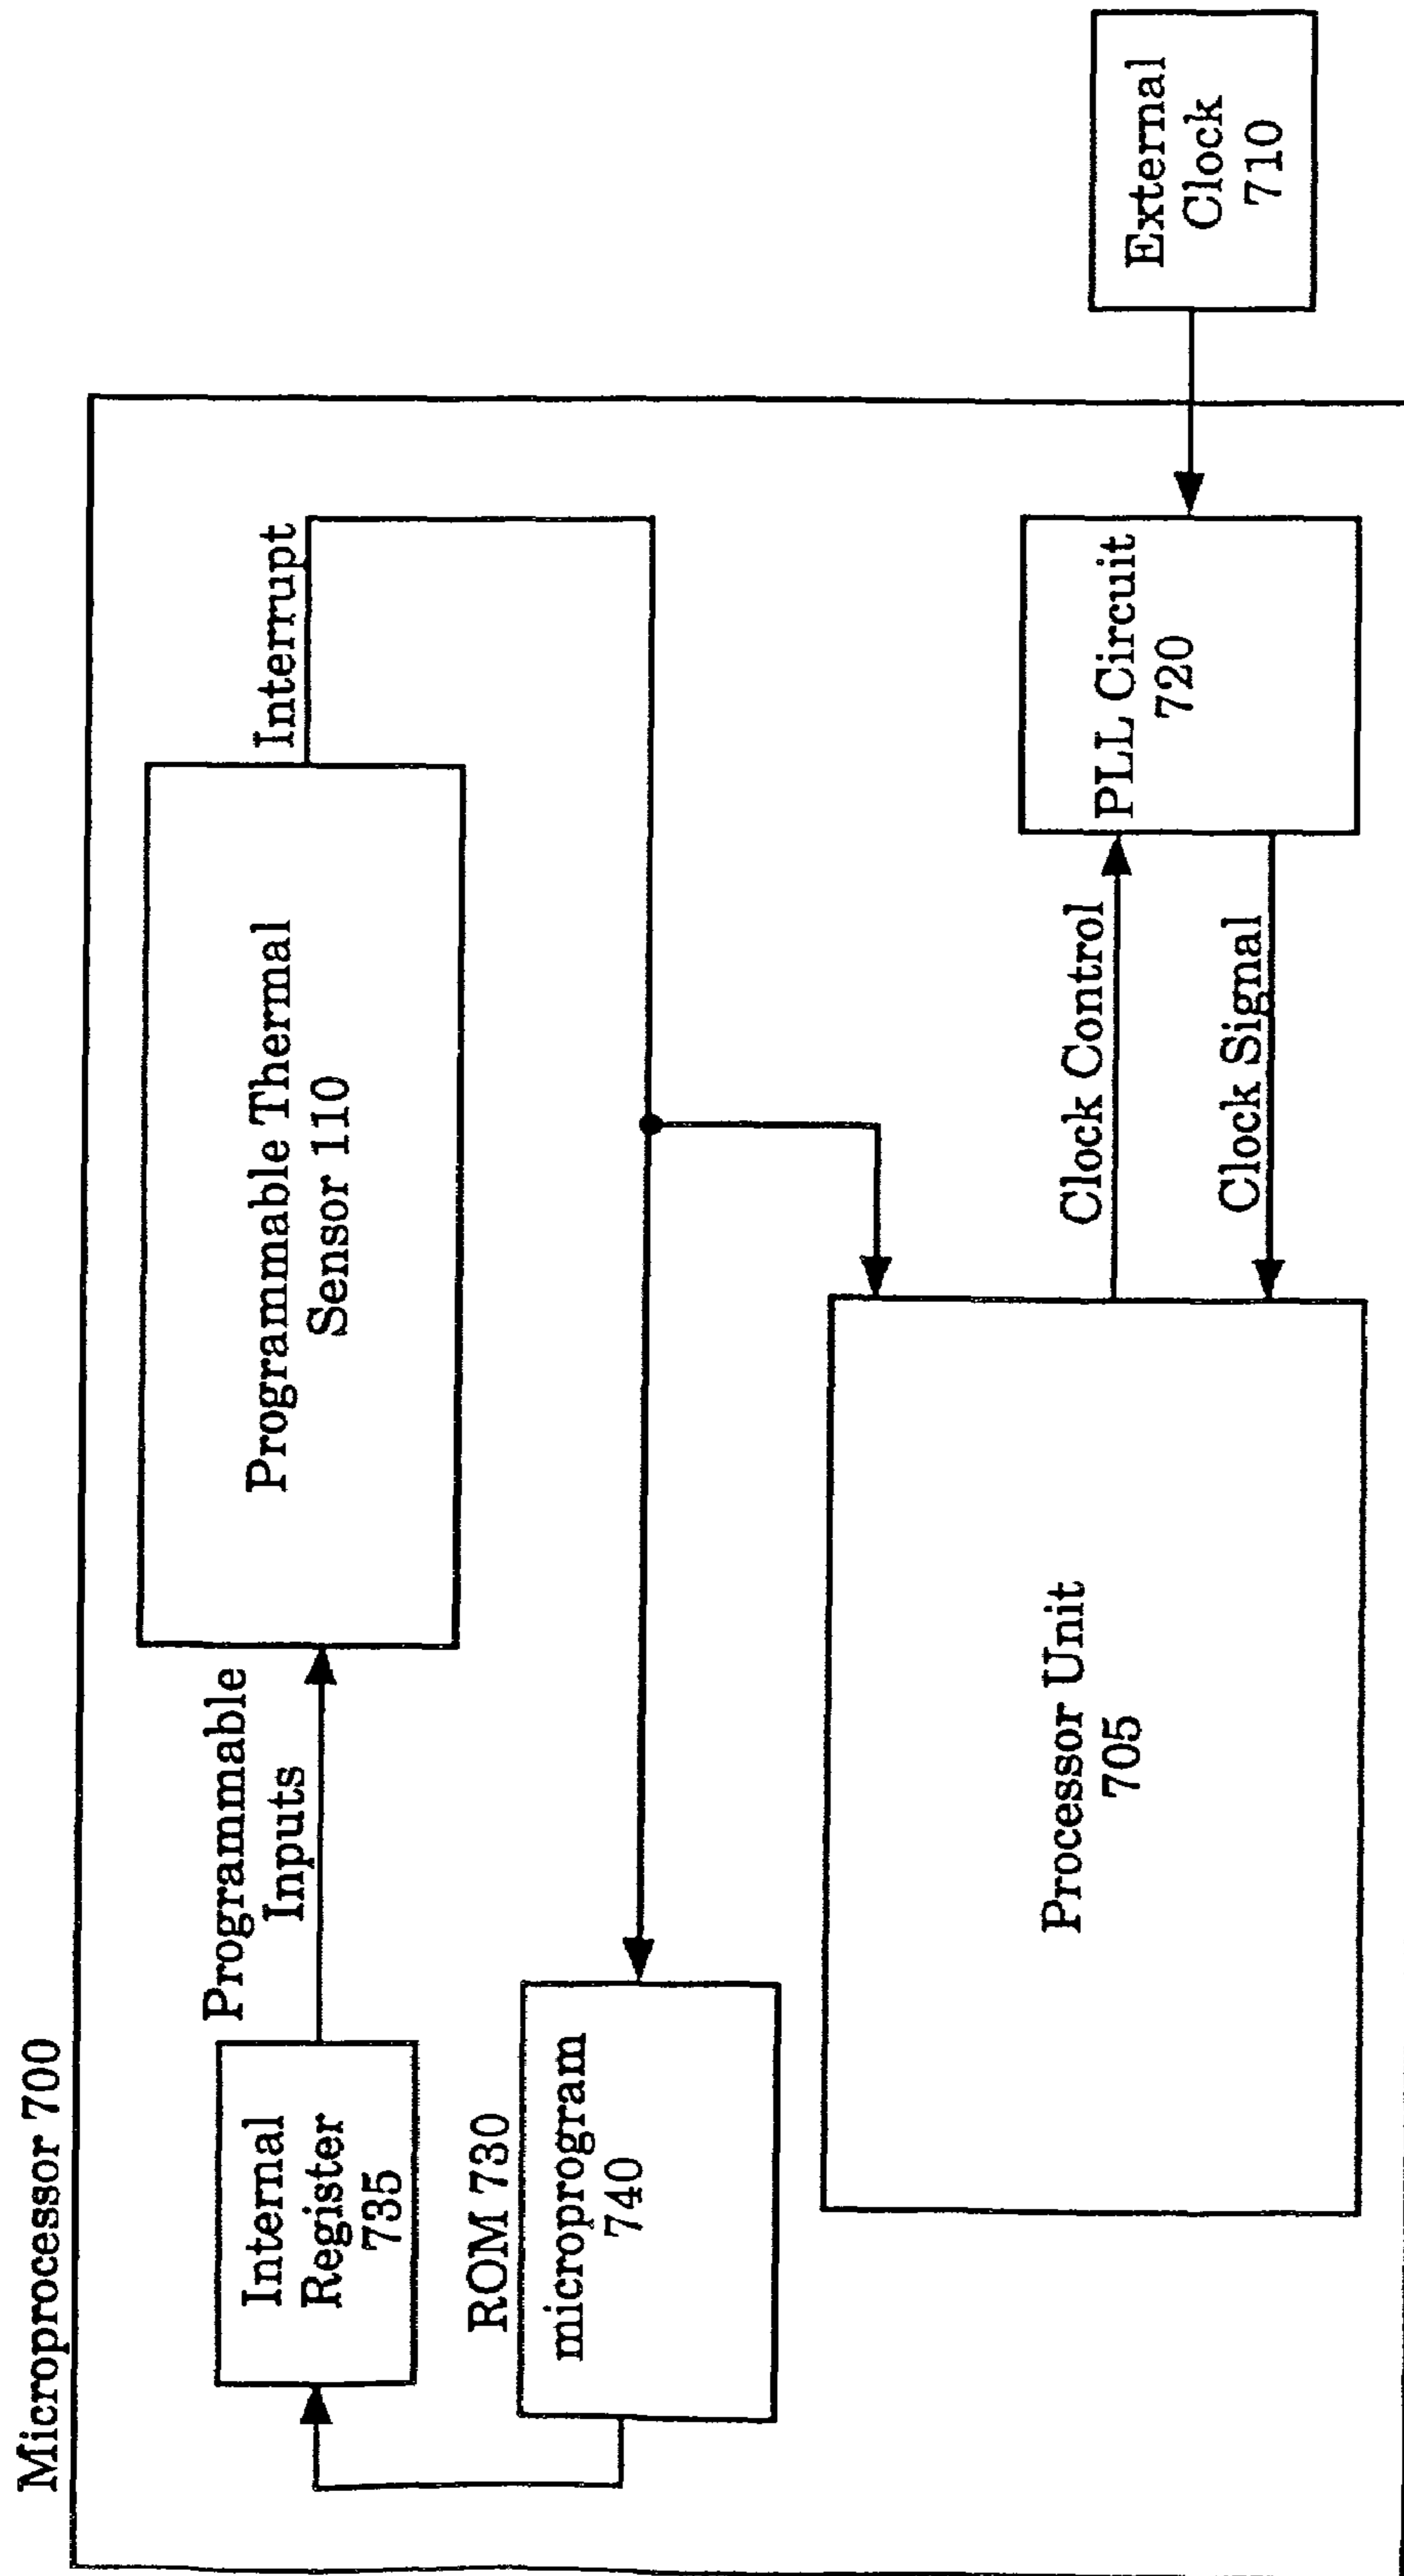 Microprocessor 700
Internal
Register
735
Programmable
Inputs
Programmable Thermal
Sensor 110
Interrupt
ROM 730
microprogram
740
Processor Unit
705
Clock Control
Clock Signal
PLL Circuit
720
External
Clock
710